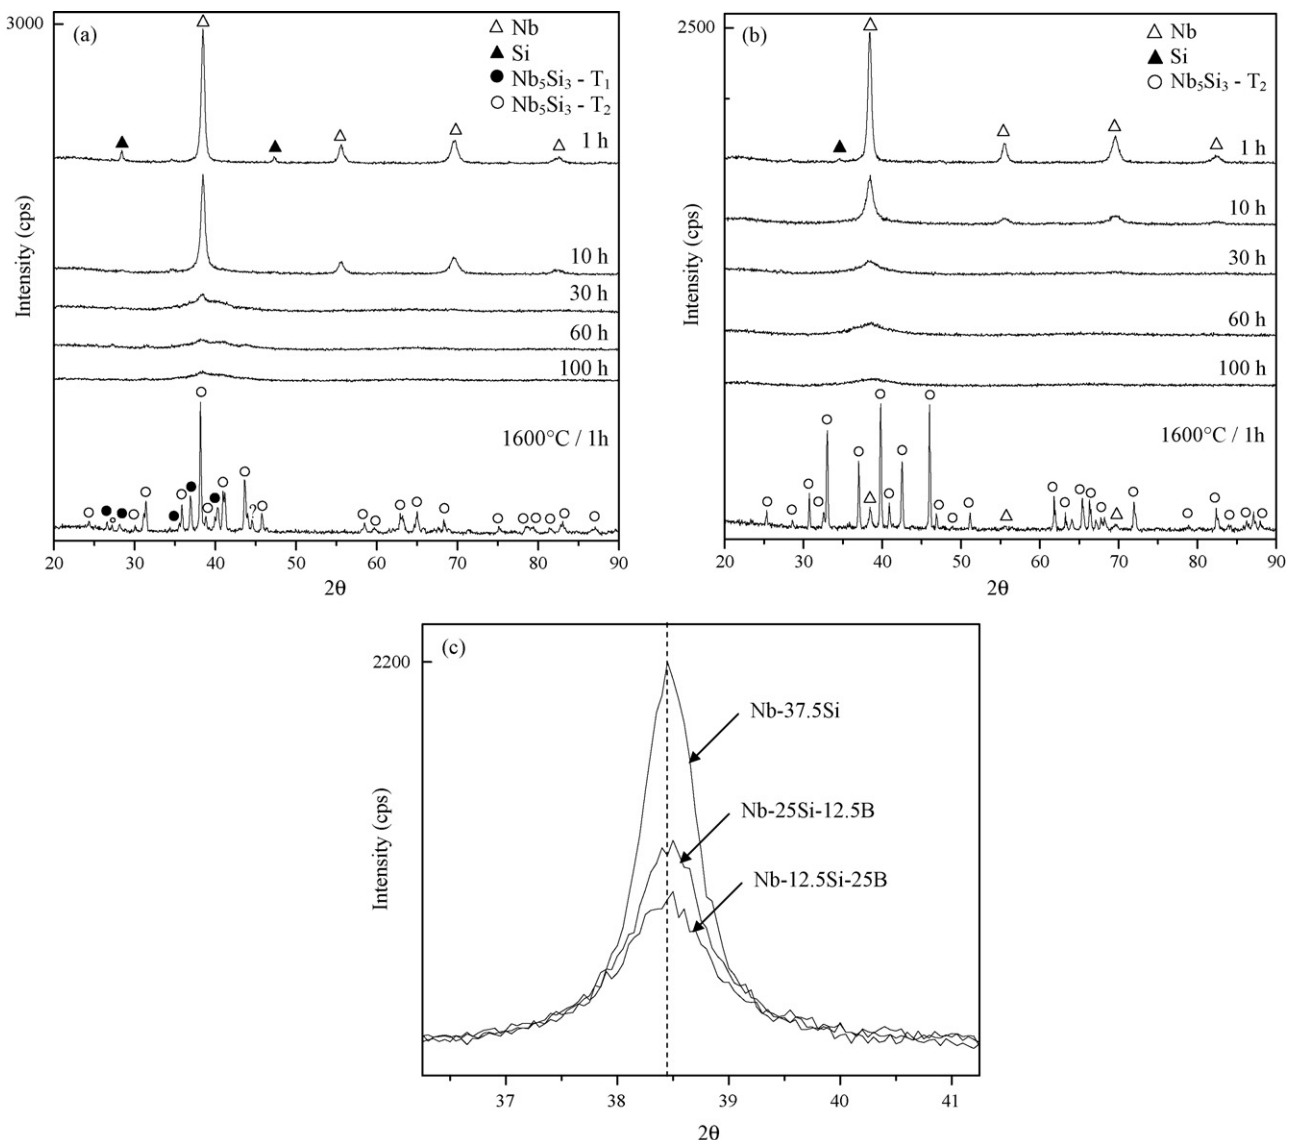 3000
(a)
Nb
Si
Nb₅Si₃ - T₁
Nb₅Si₃ - T₂
1 h
10 h
30 h
60 h
100 h
1600°C / 1h
?
?
Intensity (cps)
20 30 40 50 60 70 80 90
2θ
2500
(b)
Nb
Si
Nb₅Si₃ - T₂
1 h
10 h
30 h
60 h
100 h
1600°C / 1h
Intensity (cps)
20 30 40 50 60 70 80 90
2θ
(c)
2200
Nb-37.5Si
Nb-25Si-12.5B
Nb-12.5Si-25B
Intensity (cps)
37 38 39 40 41
2θ